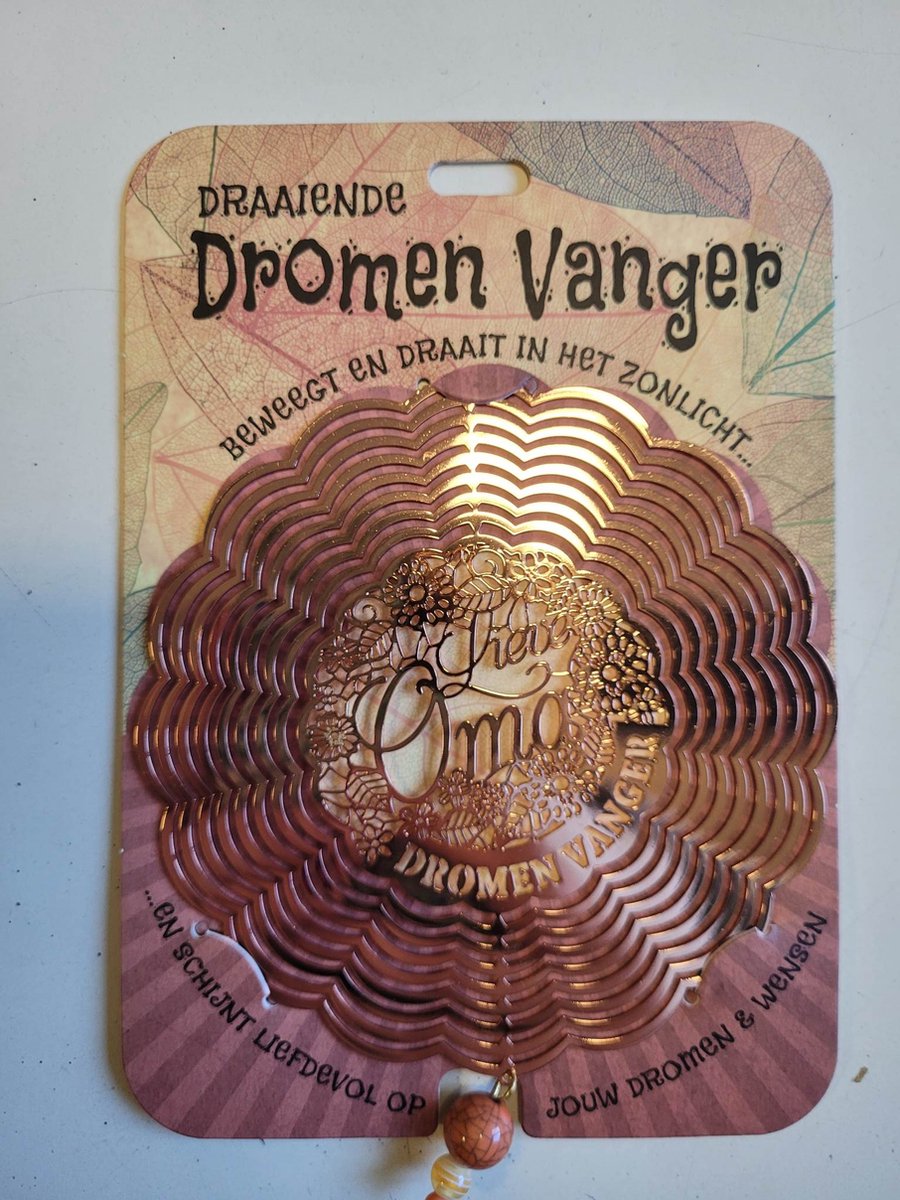 DRAAIENDE
Dromen Vanger
BEWEEGT EN DRAAIT IN HET ZONLICHT...
Lieve
Oma
DROMEN VANGER
...EN SCHIJNT LIEFDEVOL OP
JOUW DROMEN & WENSEN